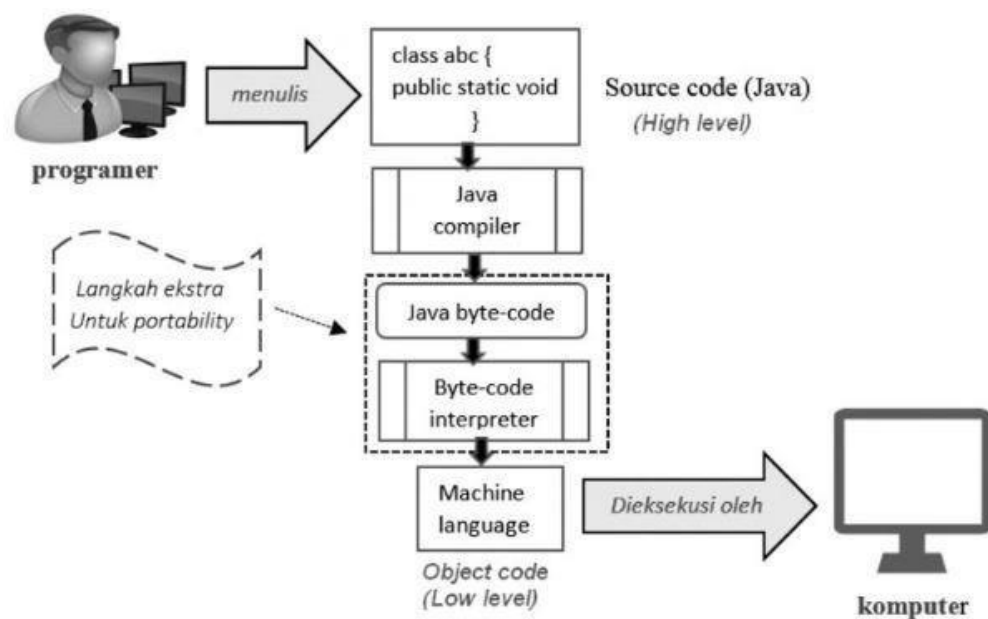 class abc {
public static void
}
menulis
Source code (Java)
(High level)
programer
Java
compiler
Langkah ekstra
Untuk portability
Java byte-code
Byte-code
interpreter
Machine
language
Dieksekusi oleh
Object code
(Low level)
komputer